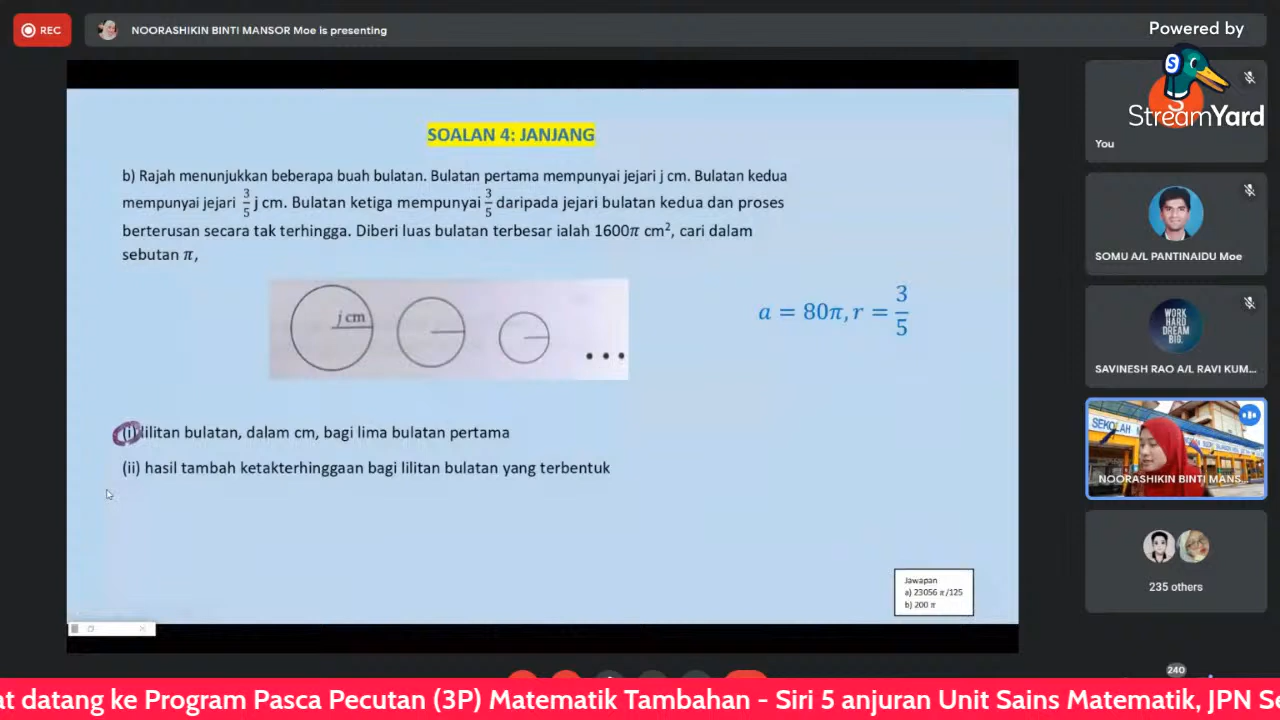 REC
NOORASHIKIN BINTI MANSOR Moe is presenting
Powered by
StreamYard
S
You
SOALAN 4: JANJANG
b) Rajah menunjukkan beberapa buah bulatan. Bulatan pertama mempunyai jejari j cm. Bulatan kedua
mempunyai jejari 3/5 j cm. Bulatan ketiga mempunyai 3/5 daripada jejari bulatan kedua dan proses
berterusan secara tak terhingga. Diberi luas bulatan terbesar ialah 1600π cm², cari dalam
sebutan π,
j cm
a = 80π, r = 3/5
(i) lilitan bulatan, dalam cm, bagi lima bulatan pertama
(ii) hasil tambah ketakterhinggaan bagi lilitan bulatan yang terbentuk
Jawapan
a) 23056 π /125
b) 200 π
SOMU A/L PANTINAIDU Moe
WORK
HARD
DREAM
BIG.
SAVINESH RAO A/L RAVI KUM...
SEKOLAH
NOORASHIKIN BINTI MANS...
235 others
240
at datang ke Program Pasca Pecutan (3P) Matematik Tambahan - Siri 5 anjuran Unit Sains Matematik, JPN